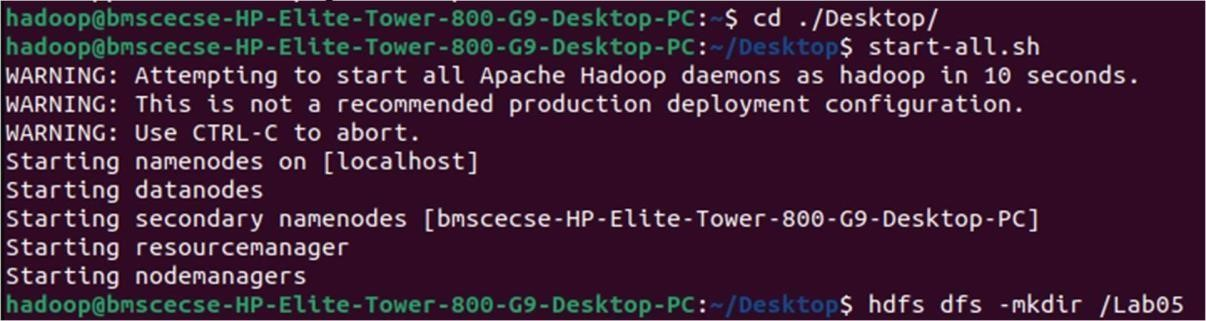 hadoop@bmscecse-HP-Elite-Tower-800-G9-Desktop-PC:~$ cd ./Desktop/
hadoop@bmscecse-HP-Elite-Tower-800-G9-Desktop-PC:~/Desktop$ start-all.sh
WARNING: Attempting to start all Apache Hadoop daemons as hadoop in 10 seconds.
WARNING: This is not a recommended production deployment configuration.
WARNING: Use CTRL-C to abort.
Starting namenodes on [localhost]
Starting datanodes
Starting secondary namenodes [bmscecse-HP-Elite-Tower-800-G9-Desktop-PC]
Starting resourcemanager
Starting nodemanagers
hadoop@bmscecse-HP-Elite-Tower-800-G9-Desktop-PC:~/Desktop$ hdfs dfs -mkdir /Lab05